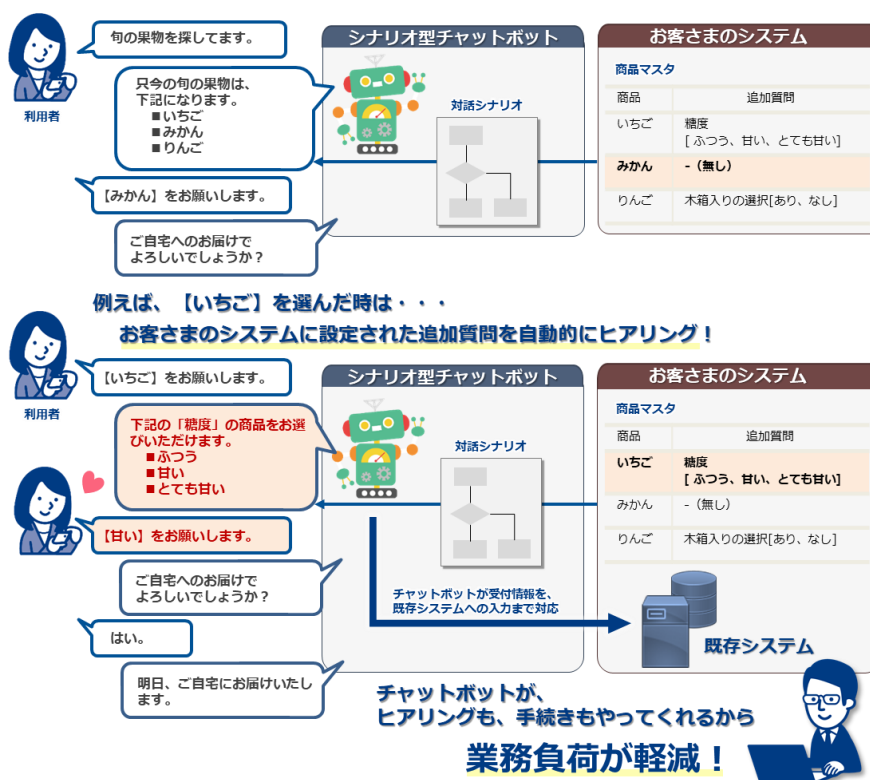 旬の果物を探してます。
利用者
只今の旬の果物は、
下記になります。
■いちご
■みかん
■りんご
【みかん】をお願いします。
ご自宅へのお届けで
よろしいでしょうか？
シナリオ型チャットボット
対話シナリオ
お客さまのシステム
商品マスタ
商品 追加質問
いちご 糖度
[ ふつう、甘い、とても甘い]
みかん -（無し）
りんご 木箱入りの選択[あり、なし]
例えば、【いちご】を選んだ時は・・・
お客さまのシステムに設定された追加質問を自動的にヒアリング！
【いちご】をお願いします。
利用者
下記の「糖度」の商品をお選
びいただけます。
■ふつう
■甘い
■とても甘い
【甘い】をお願いします。
ご自宅へのお届けで
よろしいでしょうか？
はい。
明日、ご自宅にお届けいたし
ます。
シナリオ型チャットボット
対話シナリオ
チャットボットが受付情報を、
既存システムへの入力まで対応
お客さまのシステム
商品マスタ
商品 追加質問
いちご 糖度
[ ふつう、甘い、とても甘い]
みかん -（無し）
りんご 木箱入りの選択[あり、なし]
既存システム
チャットボットが、
ヒアリングも、手続きもやってくれるから
業務負荷が軽減！